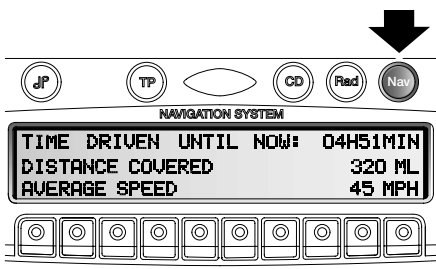 TP CD Rad Nav
NAVIGATION SYSTEM
TIME DRIVEN UNTIL NOW: 04H51MIN
DISTANCE COVERED 320 ML
AVERAGE SPEED 45 MPH